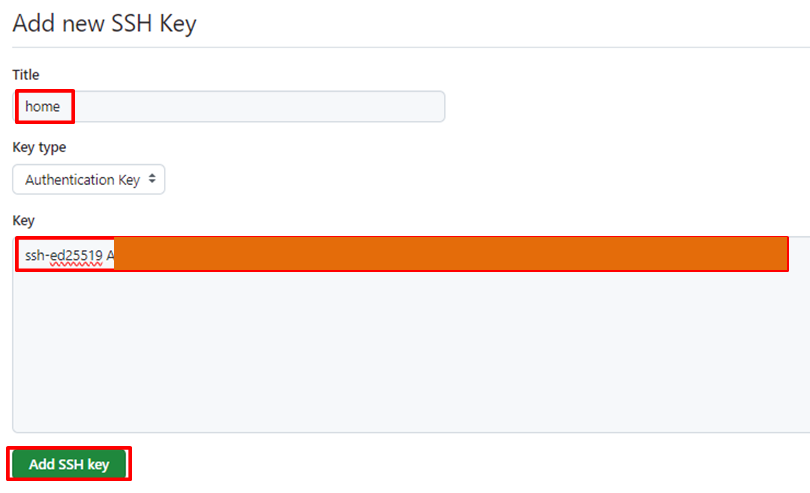 Add new SSH Key
Title
home
Key type
Authentication Key
Key
ssh-ed25519 A
Add SSH key